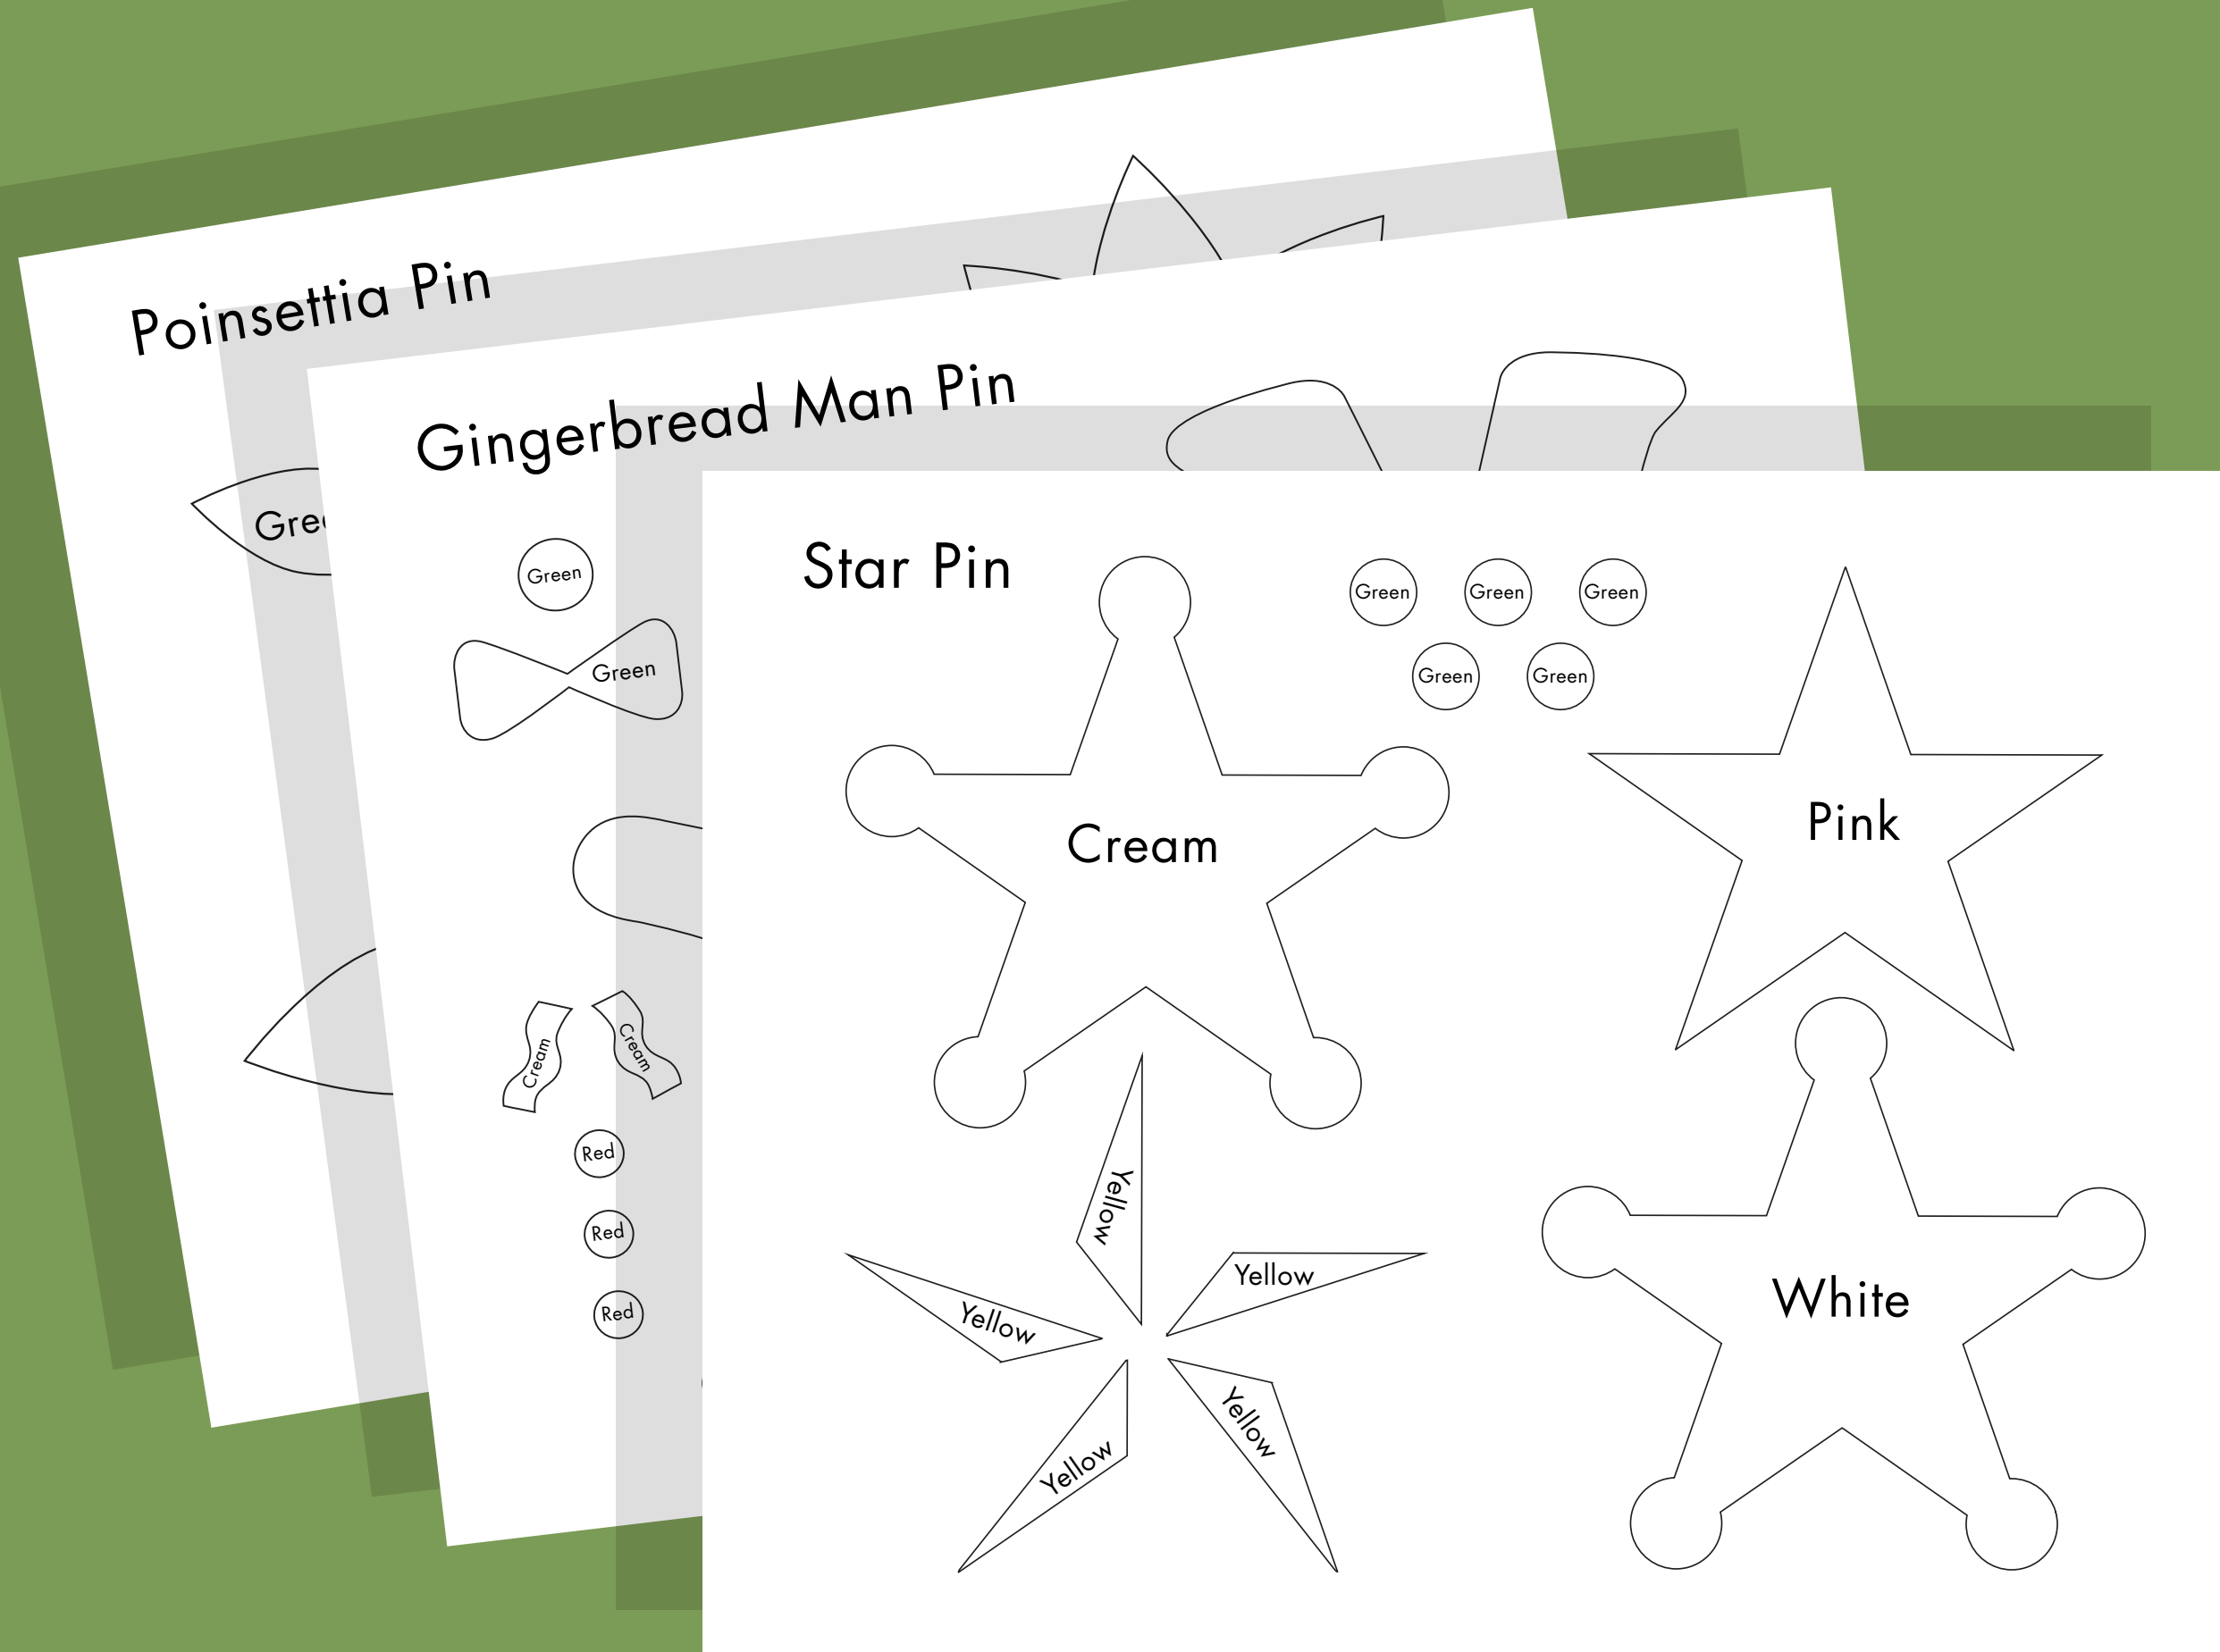 Poinsettia Pin
Gree
Gingerbread Man Pin
Green
Green
Cream
Cream
Red
Red
Red
Star Pin
Green
Green
Green
Green
Green
Cream
Pink
Yellow
Yellow
Yellow
Yellow
Yellow
White